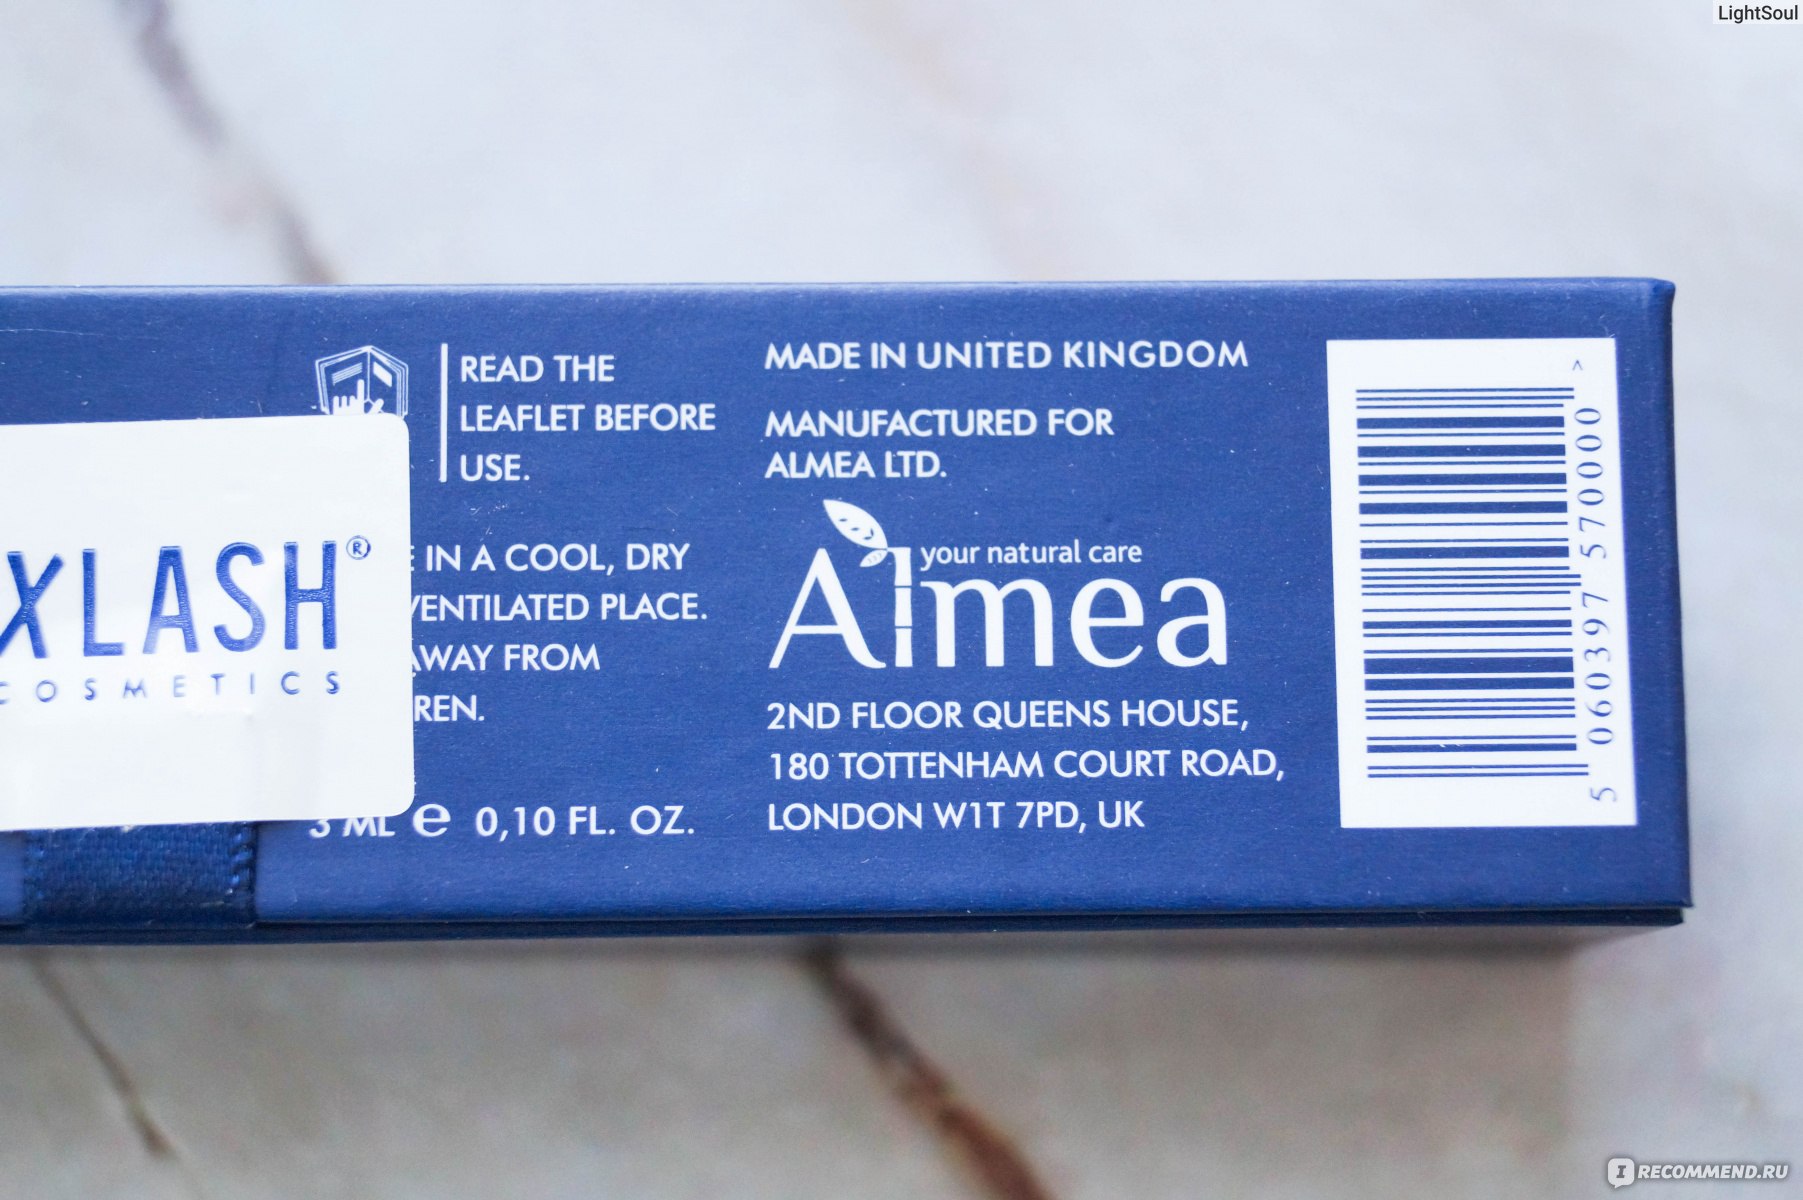 LightSoul
READ THE
LEAFLET BEFORE
USE.
IN A COOL, DRY
VENTILATED PLACE.
AWAY FROM
REN.
3 ML e 0,10 FL. OZ.
XLASH®
COSMETICS
MADE IN UNITED KINGDOM
MANUFACTURED FOR
ALMEA LTD.
your natural care
Almea
2ND FLOOR QUEENS HOUSE,
180 TOTTENHAM COURT ROAD,
LONDON W1T 7PD, UK
5 060397 570000 >
IRECOMMEND.RU